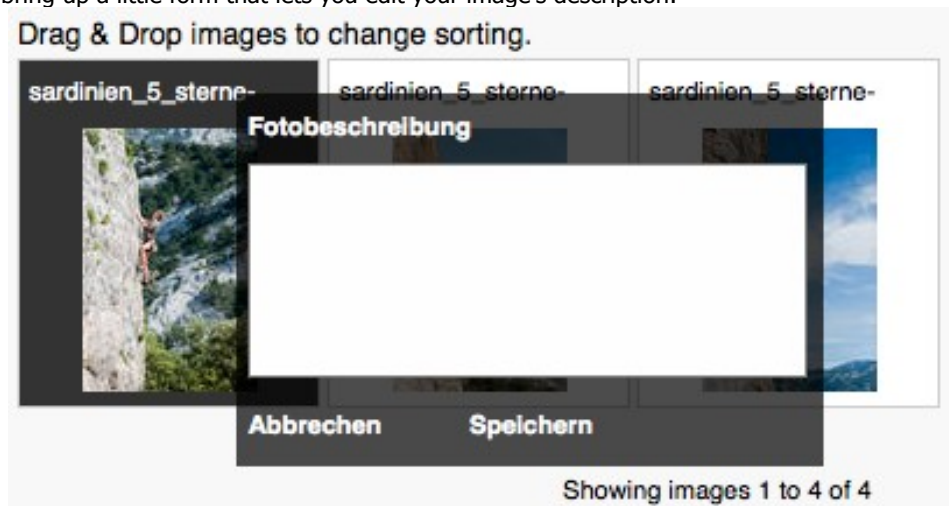 bring up a little form that lets you edit your image's description.
Drag & Drop images to change sorting.
sardinien_5_sterne-
sardinien_5_sterne-
sardinien_5_sterne-
Fotobeschreibung
Abbrechen
Speichern
Showing images 1 to 4 of 4